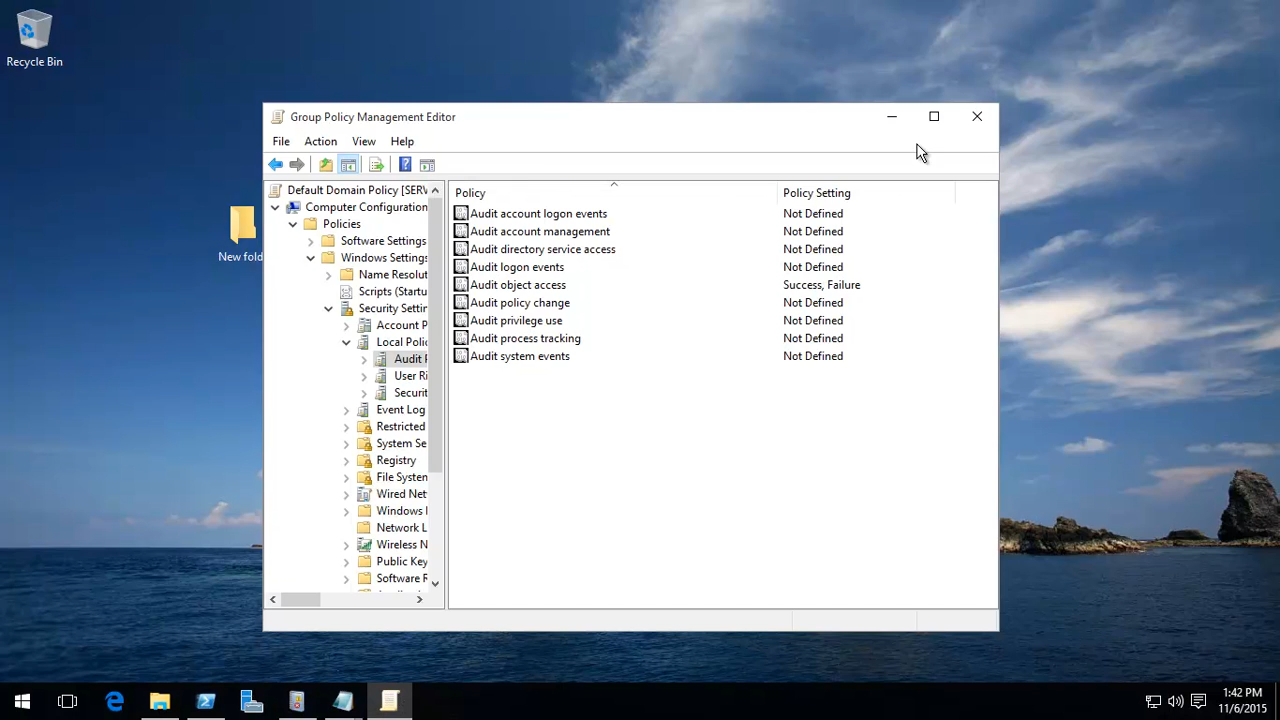 Recycle Bin
New fold
Group Policy Management Editor
File Action View Help
Default Domain Policy [SERV
Computer Configuration
Policies
Software Settings
Windows Settings
Name Resolut
Scripts (Startu
Security Settin
Account P
Local Polic
Audit P
User Ri
Securit
Event Log
Restricted
System Se
Registry
File System
Wired Net
Windows F
Network L
Wireless N
Public Key
Software R
Policy Policy Setting
Audit account logon events Not Defined
Audit account management Not Defined
Audit directory service access Not Defined
Audit logon events Not Defined
Audit object access Success, Failure
Audit policy change Not Defined
Audit privilege use Not Defined
Audit process tracking Not Defined
Audit system events Not Defined
1:42 PM
11/6/2015